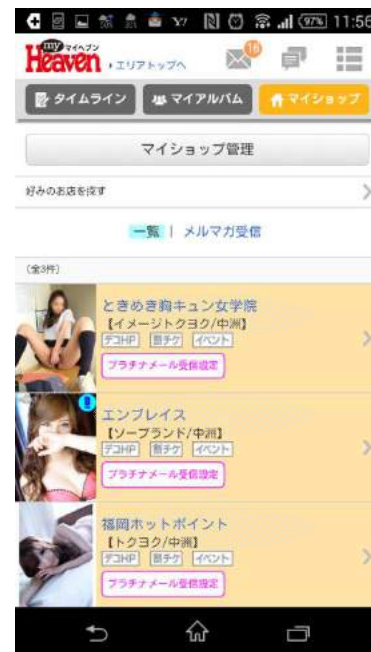 97% 11:56
my マイヘブン
Heaven ›エリアトップへ 16
タイムライン マイアルバム マイショップ
マイショップ管理
好みのお店を探す
一覧 | メルマガ受信
(全3件)
ときめき胸キュン女学院
【イメージトクヨク/中洲】
デコHP 割チケ イベント
プラチナメール受信設定
エンブレイス
【ソープランド/中洲】
デコHP 割チケ イベント
プラチナメール受信設定
福岡ホットポイント
【トクヨク/中洲】
デコHP 割チケ イベント
プラチナメール受信設定